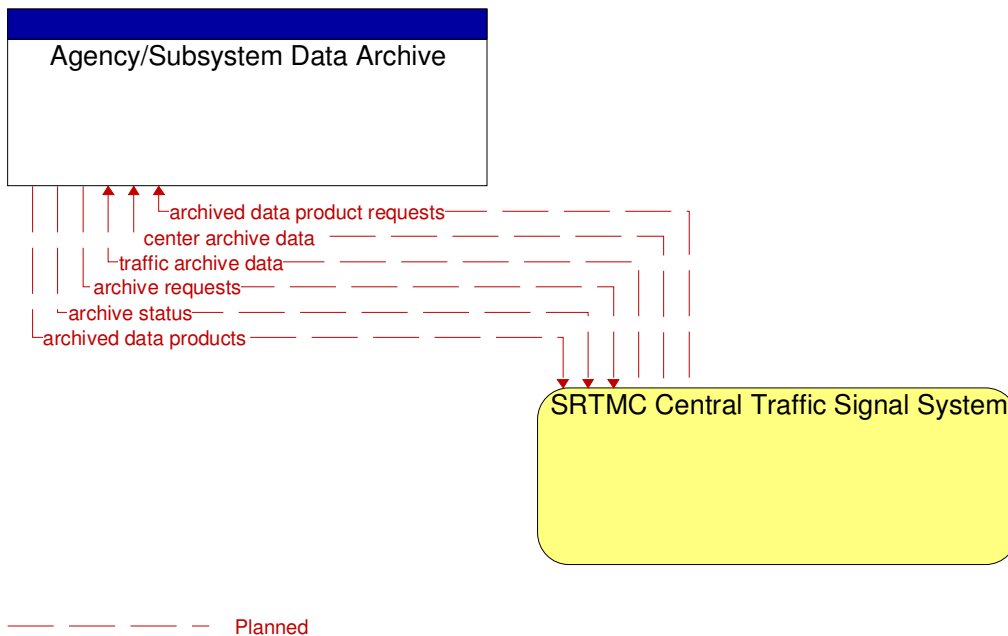 Agency/Subsystem Data Archive
archived data product requests
center archive data
traffic archive data
archive requests
archive status
archived data products
SRTMC Central Traffic Signal System
Planned